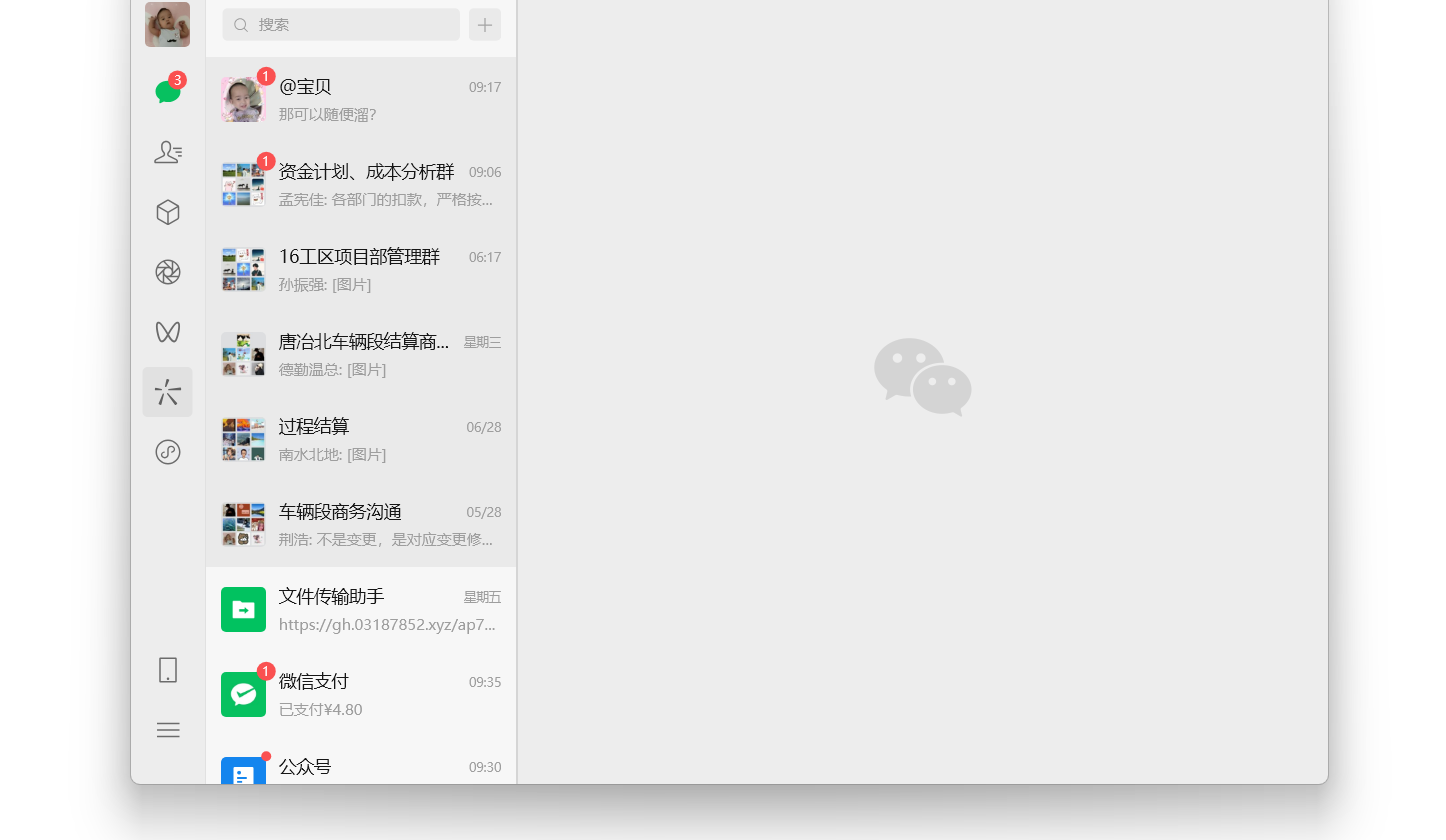 搜索
3
1
@宝贝 09:17
那可以随便溜?
1
资金计划、成本分析群 09:06
孟宪佳: 各部门的扣款，严格按...
16工区项目部管理群 06:17
孙振强: [图片]
唐冶北车辆段结算商... 星期三
德勤温总: [图片]
过程结算 06/28
南水北地: [图片]
车辆段商务沟通 05/28
荆浩: 不是变更，是对应变更修...
文件传输助手 星期五
https://gh.03187852.xyz/ap7...
1
微信支付 09:35
已支付¥4.80
公众号 09:30